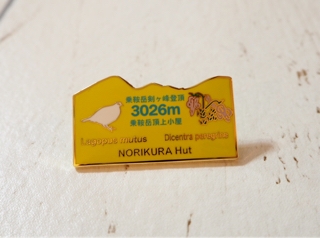 乗鞍岳剣ヶ峰登頂
3026m
乗鞍岳頂上小屋
Lagopus mutus
Dicentra peregrina
NORIKURA Hut